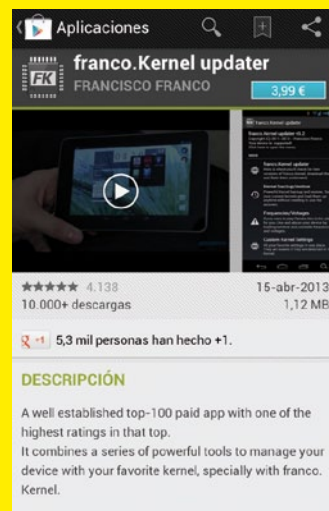 Aplicaciones
FK
franco.Kernel updater
FRANCISCO FRANCO
3,99 €
franco.Kernel updater
4.138
15-abr-2013
10.000+ descargas
1,12 MB
+1
5,3 mil personas han hecho +1.
DESCRIPCIÓN
A well established top-100 paid app with one of the
highest ratings in that top.
It combines a series of powerful tools to manage your
device with your favorite kernel, specially with franco.
Kernel.